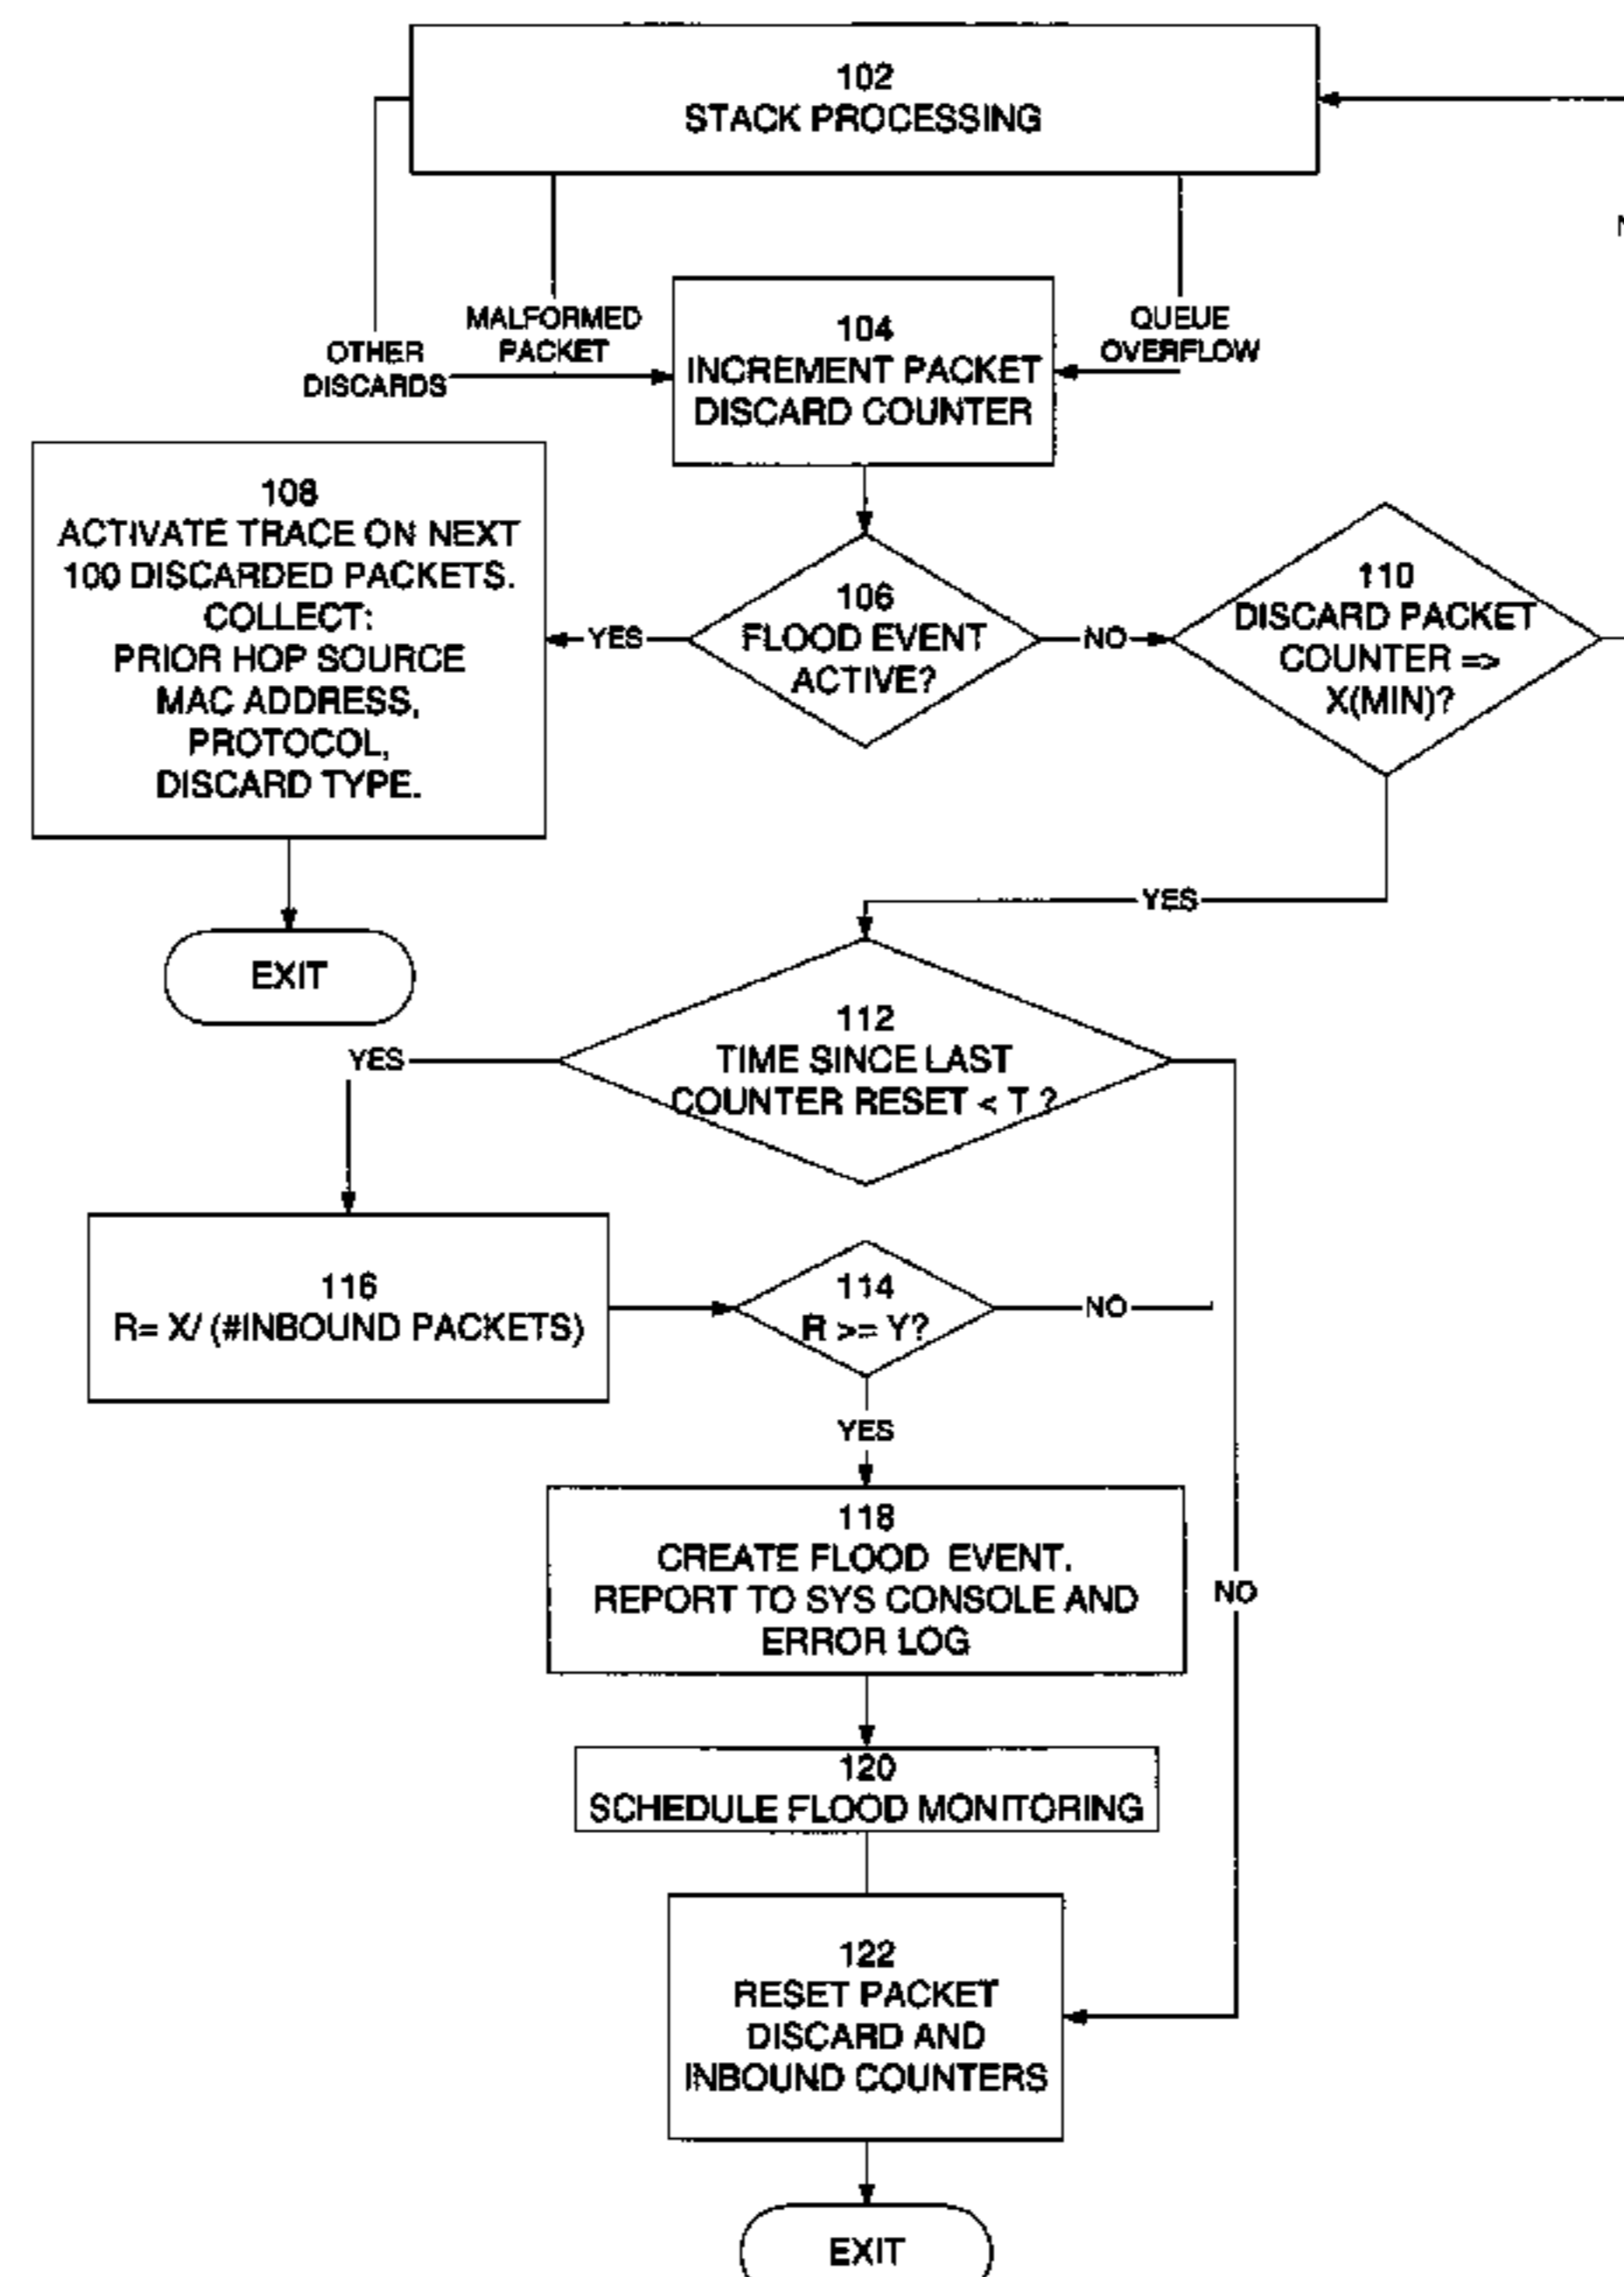 102
STACK PROCESSING
MALFORMED
PACKET
OTHER
DISCARDS
104
INCREMENT PACKET
DISCARD COUNTER
QUEUE
OVERFLOW
108
ACTIVATE TRACE ON NEXT
100 DISCARDED PACKETS.
COLLECT:
PRIOR HOP SOURCE
MAC ADDRESS,
PROTOCOL,
DISCARD TYPE.
YES
106
FLOOD EVENT
ACTIVE?
NO
110
DISCARD PACKET
COUNTER =>
X(MIN)?
YES
EXIT
112
TIME SINCE LAST
COUNTER RESET < T ?
YES
116
R= X/ (#INBOUND PACKETS)
114
R >= Y?
NO
YES
118
CREATE FLOOD EVENT.
REPORT TO SYS CONSOLE AND
ERROR LOG
NO
120
SCHEDULE FLOOD MONITORING
122
RESET PACKET
DISCARD AND
INBOUND COUNTERS
EXIT